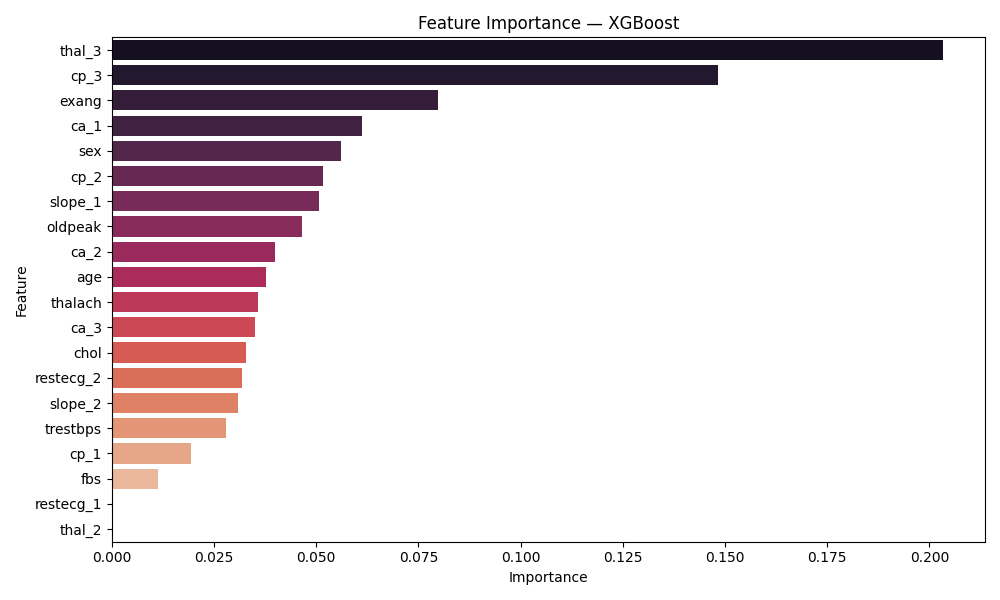 Feature Importance — XGBoost
thal_3
cp_3
exang
ca_1
sex
cp_2
slope_1
oldpeak
ca_2
age
thalach
ca_3
chol
restecg_2
slope_2
trestbps
cp_1
fbs
restecg_1
thal_2
Feature
0.000 0.025 0.050 0.075 0.100 0.125 0.150 0.175 0.200
Importance